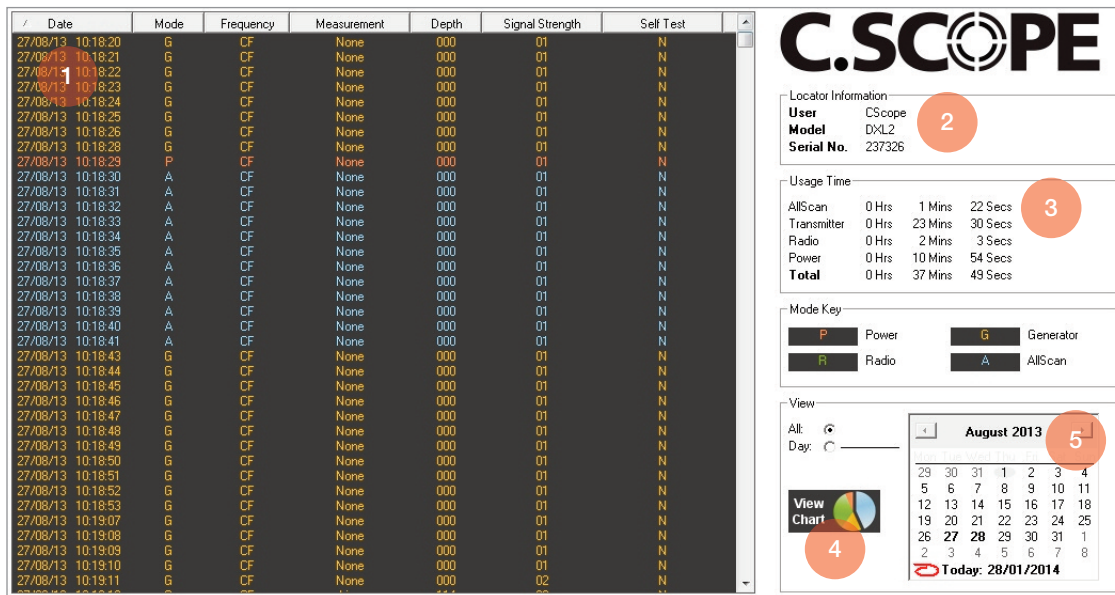 Date Mode Frequency Measurement Depth Signal Strength Self Test
27/08/13 10:18:20 G CF None 000 01 N
27/08/13 10:18:21 G CF None 000 01 N
27/08/13 10:18:22 G CF None 000 01 N
27/08/13 10:18:23 G CF None 000 01 N
27/08/13 10:18:24 G CF None 000 01 N
27/08/13 10:18:25 G CF None 000 01 N
27/08/13 10:18:26 G CF None 000 01 N
27/08/13 10:18:28 G CF None 000 01 N
27/08/13 10:18:29 P CF None 000 01 N
27/08/13 10:18:30 A CF None 000 01 N
27/08/13 10:18:31 A CF None 000 01 N
27/08/13 10:18:32 A CF None 000 01 N
27/08/13 10:18:33 A CF None 000 01 N
27/08/13 10:18:34 A CF None 000 01 N
27/08/13 10:18:35 A CF None 000 01 N
27/08/13 10:18:36 A CF None 000 01 N
27/08/13 10:18:37 A CF None 000 01 N
27/08/13 10:18:38 A CF None 000 01 N
27/08/13 10:18:39 A CF None 000 01 N
27/08/13 10:18:40 A CF None 000 01 N
27/08/13 10:18:41 A CF None 000 01 N
27/08/13 10:18:43 G CF None 000 01 N
27/08/13 10:18:44 G CF None 000 01 N
27/08/13 10:18:45 G CF None 000 01 N
27/08/13 10:18:46 G CF None 000 01 N
27/08/13 10:18:47 G CF None 000 01 N
27/08/13 10:18:48 G CF None 000 01 N
27/08/13 10:18:49 G CF None 000 01 N
27/08/13 10:18:50 G CF None 000 01 N
27/08/13 10:18:51 G CF None 000 01 N
27/08/13 10:18:52 G CF None 000 01 N
27/08/13 10:18:53 G CF None 000 01 N
27/08/13 10:19:07 G CF None 000 01 N
27/08/13 10:19:08 G CF None 000 01 N
27/08/13 10:19:09 G CF None 000 01 N
27/08/13 10:19:10 G CF None 000 01 N
27/08/13 10:19:11 G CF None 000 02 N
1
C.SCOPE
Locator Information
User CScope
Model DXL2
Serial No. 237326
2
Usage Time
AllScan 0 Hrs 1 Mins 22 Secs
Transmitter 0 Hrs 23 Mins 30 Secs
Radio 0 Hrs 2 Mins 3 Secs
Power 0 Hrs 10 Mins 54 Secs
Total 0 Hrs 37 Mins 49 Secs
3
Mode Key
P Power G Generator
R Radio A AllScan
View
All:
Day:
View
Chart
4
August 2013
5
Mon Tue Wed Thu Fri
29 30 31 1 2 3 4
5 6 7 8 9 10 11
12 13 14 15 16 17 18
19 20 21 22 23 24 25
26 27 28 29 30 31 1
2 3 4 5 6 7 8
Today: 28/01/2014